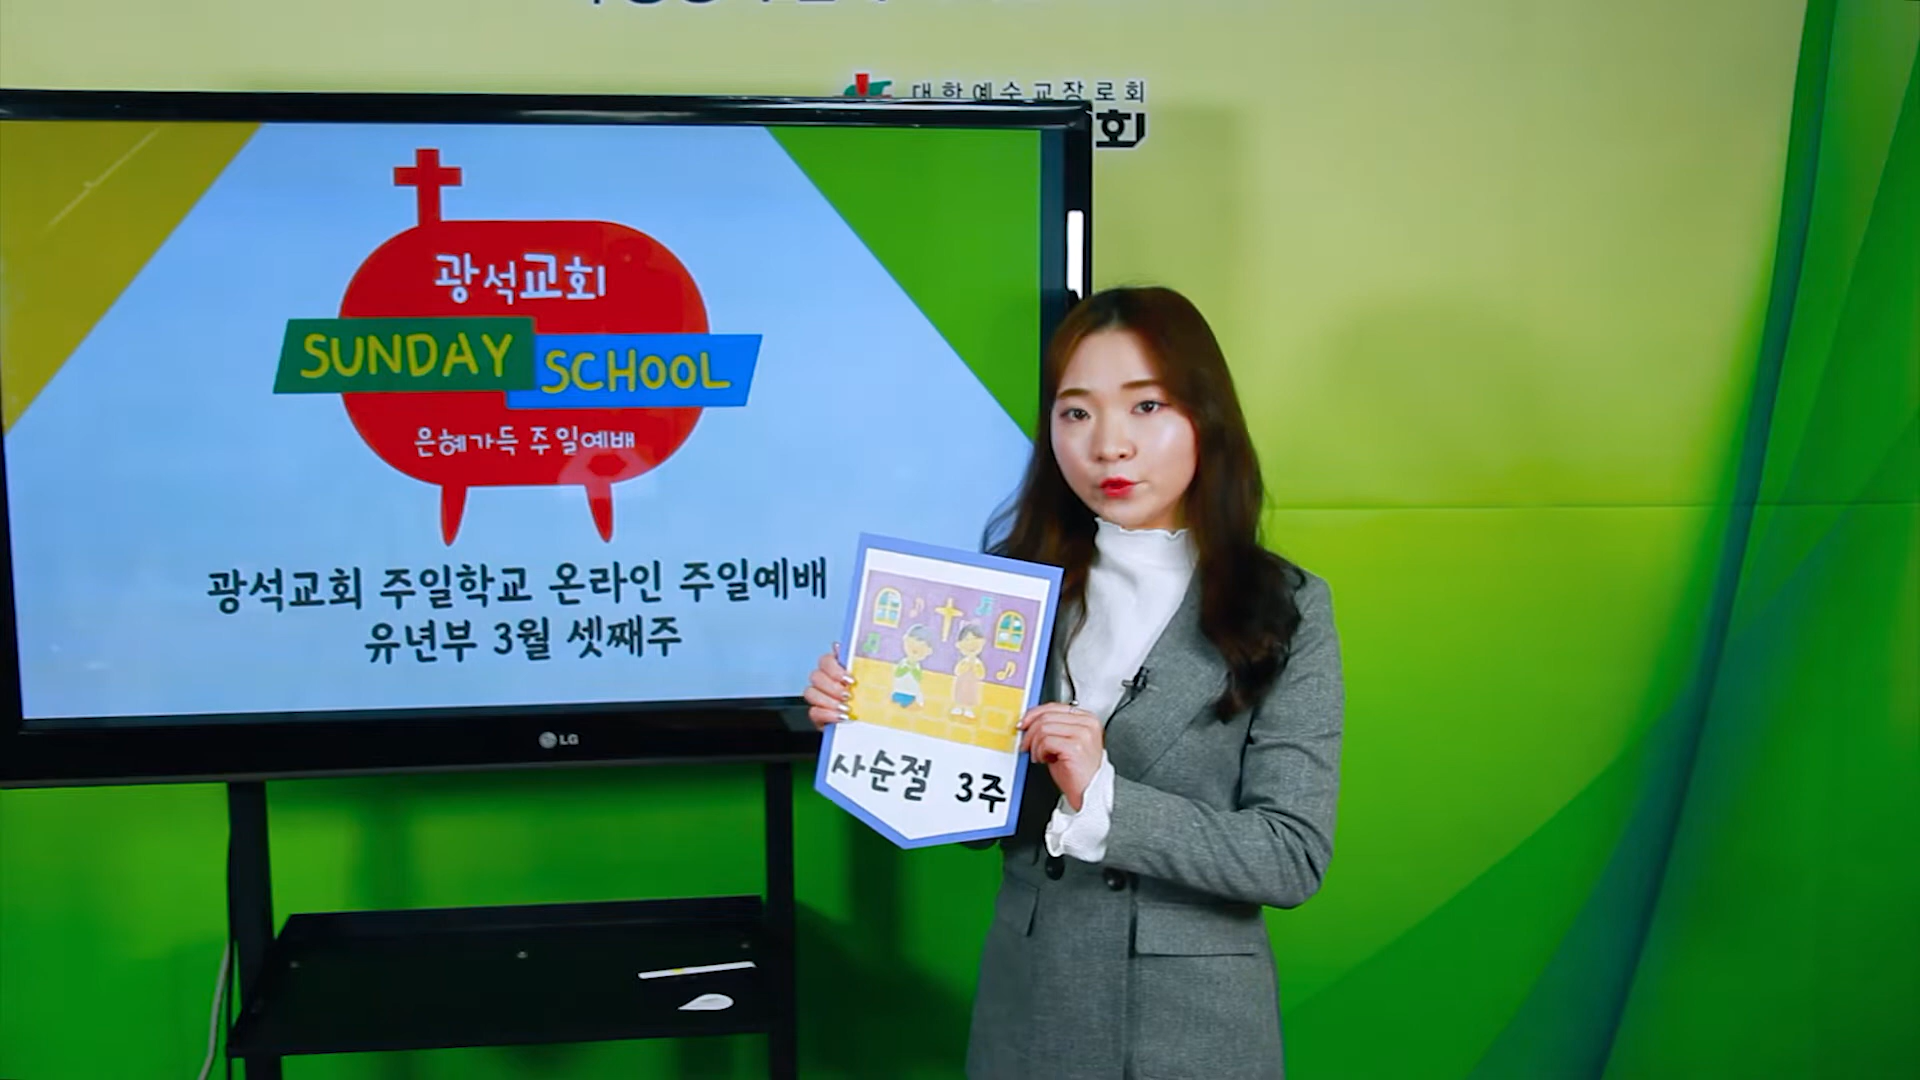 대한예수교장로회
회
광석교회
SUNDAY SCHOOL
은혜가득 주일예배
광석교회 주일학교 온라인 주일예배
유년부 3월 셋째주
LG
사순절 3주